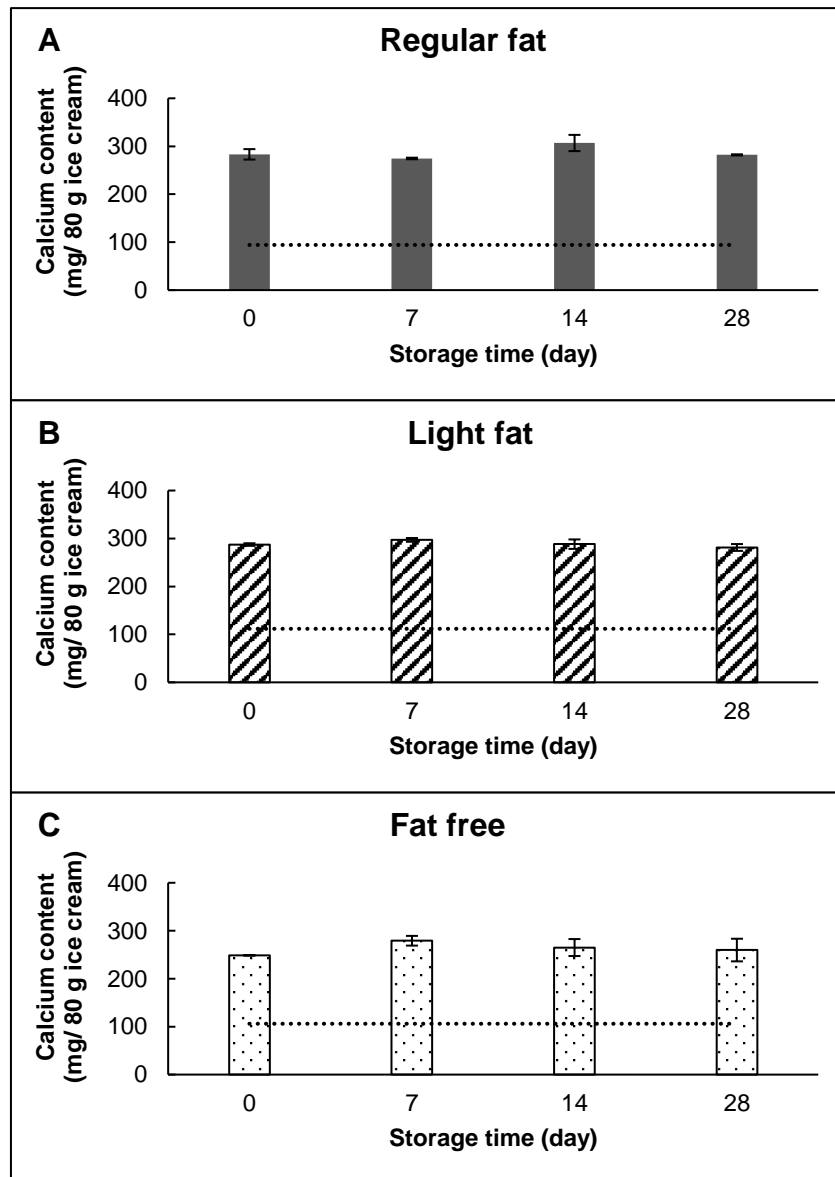 A
Regular fat
Calcium content
(mg/ 80 g ice cream)
400
300
200
100
0
0 7 14 28
Storage time (day)
B
Light fat
Calcium content
(mg/ 80 g ice cream)
400
300
200
100
0
0 7 14 28
Storage time (day)
C
Fat free
Calcium content
(mg/ 80 g ice cream)
400
300
200
100
0
0 7 14 28
Storage time (day)